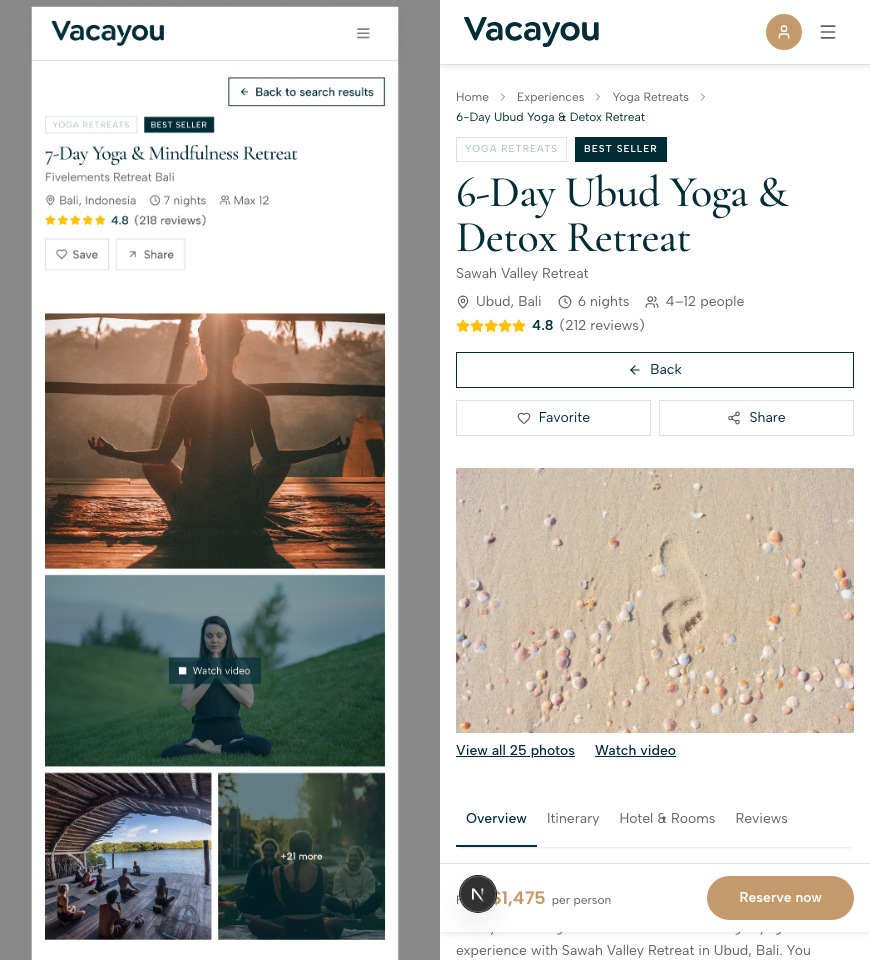 Vacayou
Back to search results
YOGA RETREATS BEST SELLER
7-Day Yoga & Mindfulness Retreat
Fivelements Retreat Bali
Bali, Indonesia 7 nights Max 12
4.8 (218 reviews)
Save Share
Watch video
+21 more
Vacayou
Home Experiences Yoga Retreats
6-Day Ubud Yoga & Detox Retreat
YOGA RETREATS BEST SELLER
6-Day Ubud Yoga &
Detox Retreat
Sawah Valley Retreat
Ubud, Bali 6 nights 4–12 people
4.8 (212 reviews)
Back
Favorite Share
View all 25 photos Watch video
Overview Itinerary Hotel & Rooms Reviews
N $1,475 per person Reserve now
experience with Sawah Valley Retreat in Ubud, Bali. You